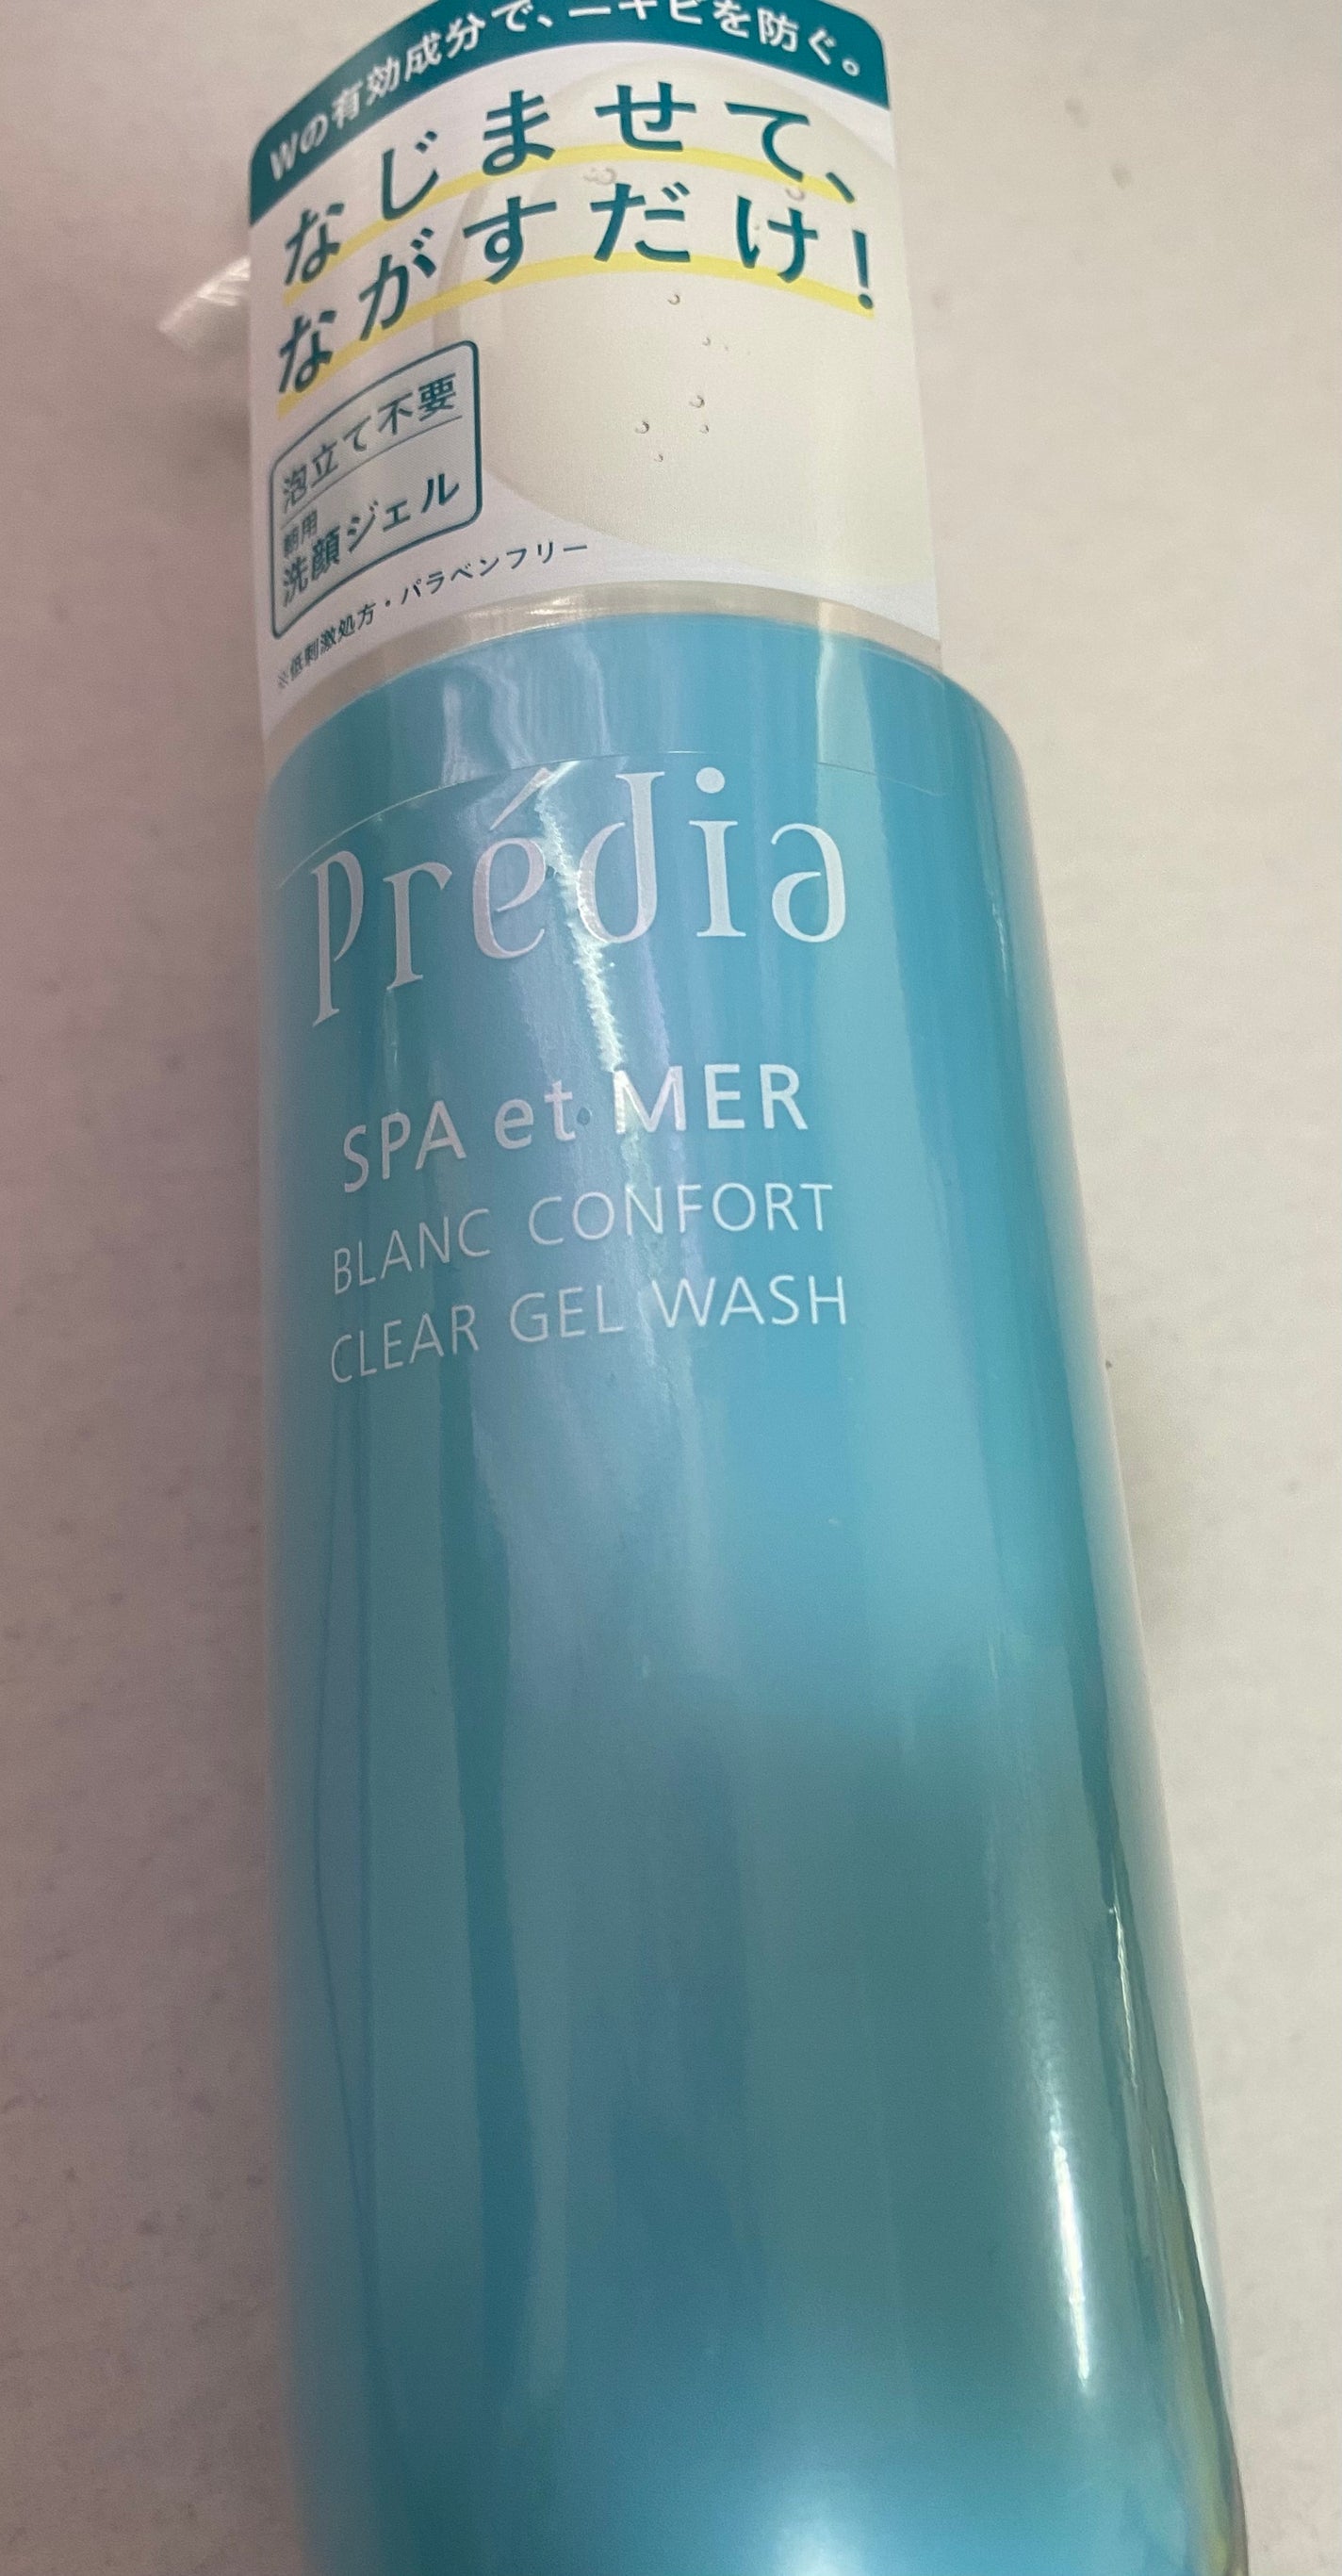 Wの有効成分で、ニキビを防ぐ。
なじませて、
ながすだけ!
泡立て不要
朝用
洗顔ジェル
※低刺激処方・パラベンフリー
Prédia
SPA et MER
BLANC CONFORT
CLEAR GEL WASH